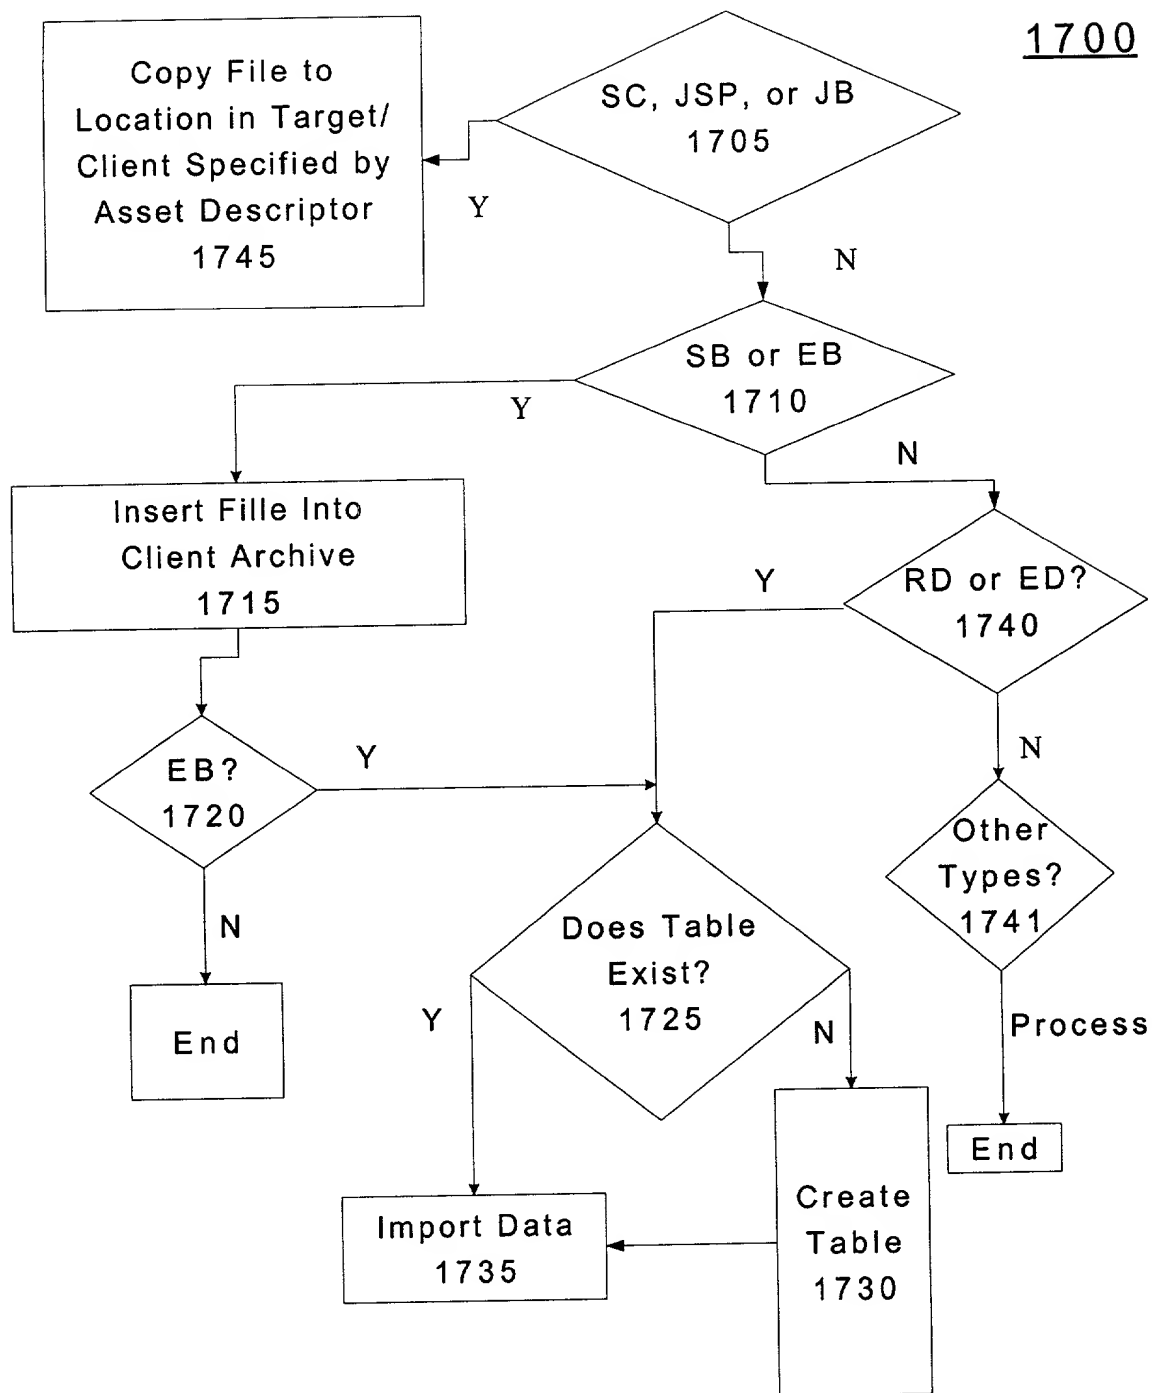 1700
Copy File to
Location in Target/
Client Specified by
Asset Descriptor
1745
SC, JSP, or JB
1705
Y
N
SB or EB
1710
Y
N
Insert Fille Into
Client Archive
1715
RD or ED?
1740
Y
N
EB?
1720
Y
N
End
Other
Types?
1741
Process
End
Does Table
Exist?
1725
Y
N
Create
Table
1730
Import Data
1735